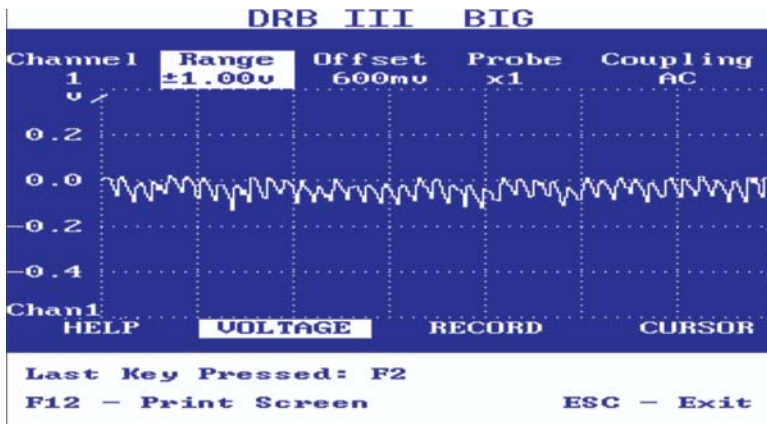 DRB III BIG
Channel Range Offset Probe Coupling
1 ±1.00v 600mv x1 AC
v
0.2
0.0
-0.2
-0.4
Chan1
HELP VOLTAGE RECORD CURSOR
Last Key Pressed: F2
F12 - Print Screen ESC - Exit